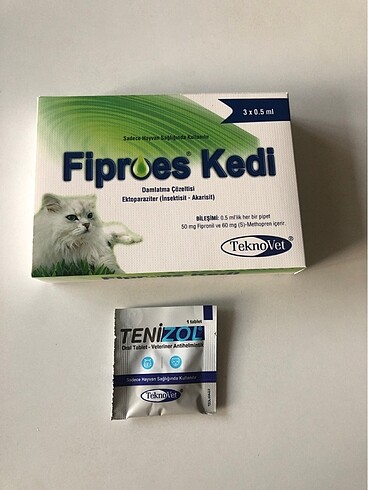 3 x 0.5 ml
Sadece Hayvan Sağlığında Kullanılır
Fiproes® Kedi
Damlatma Çözeltisi
Ektoparaziter (İnsektisit - Akarisit)
BİLEŞİMİ: 0.5 ml'lik her bir pipet
50 mg Fipronil ve 60 mg (S)-Methopren içerir.
TeknoVet
1 tablet
TENİZOL
Oral Tablet - Veteriner Antihelmintik
Sadece Hayvan Sağlığında Kullanılır
TeknoVet